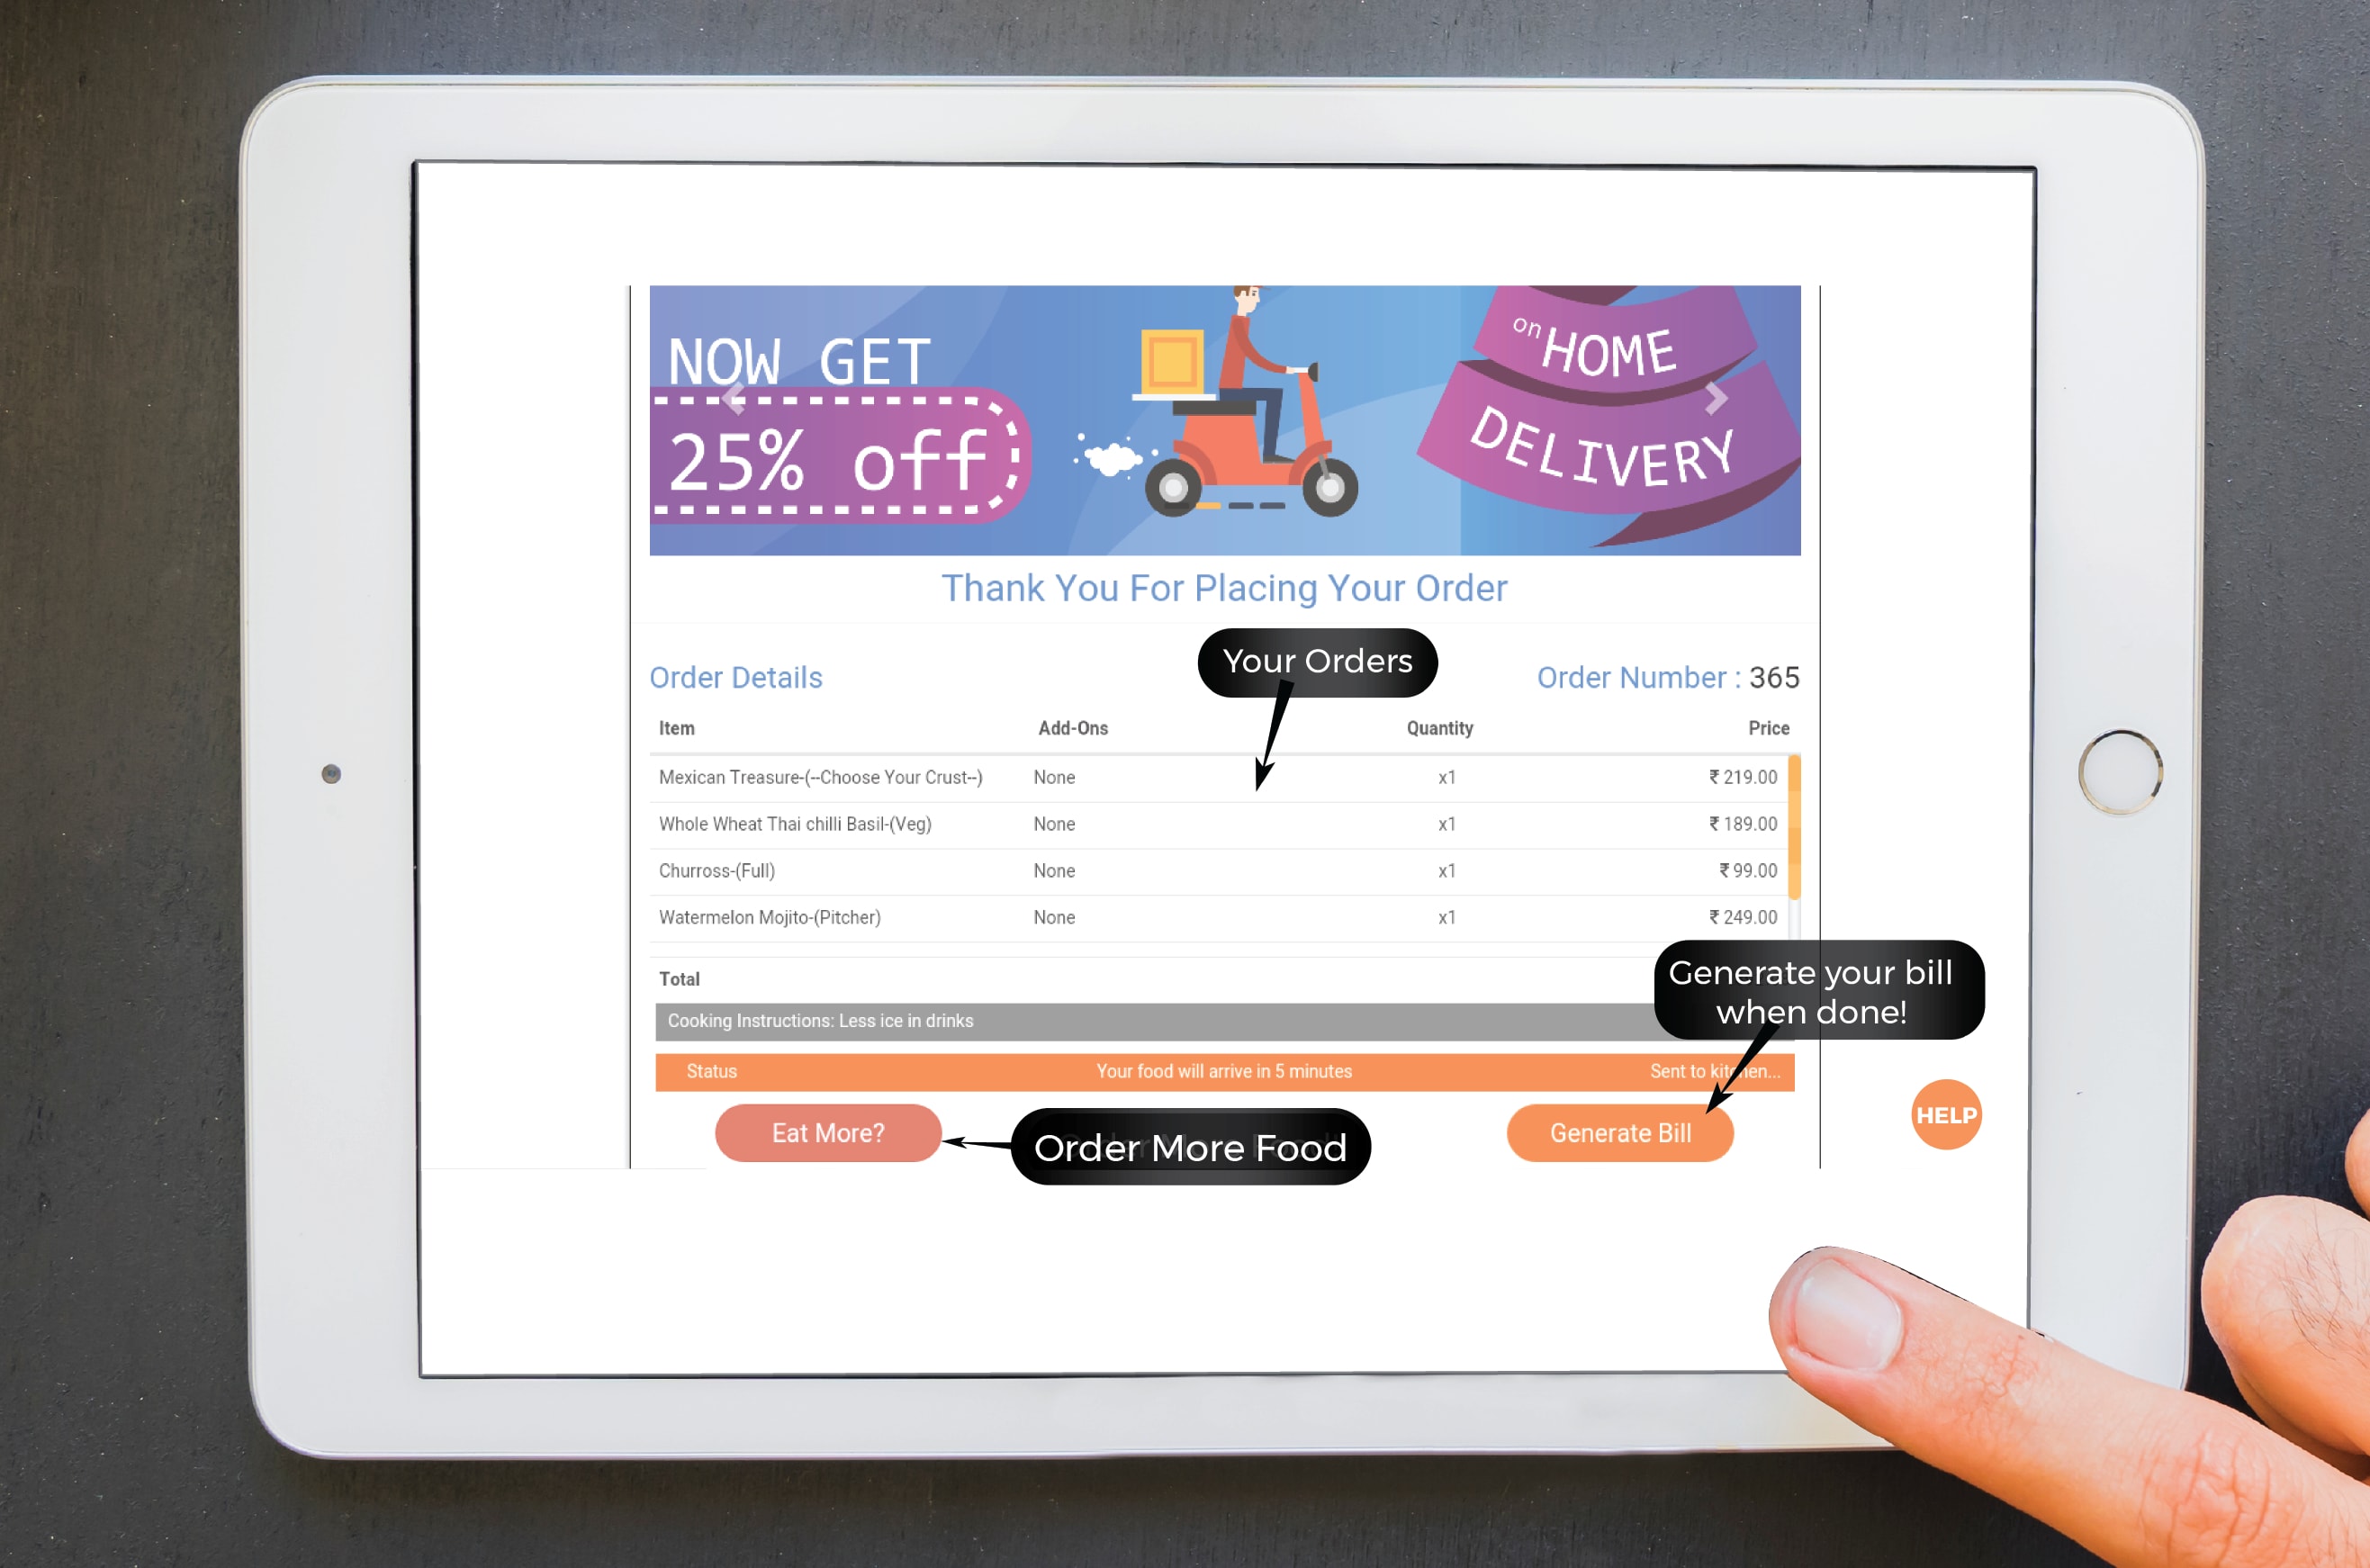 NOW GET
25% off
on HOME
DELIVERY
Thank You For Placing Your Order
Your Orders
Order Details
Order Number : 365
Item Add-Ons Quantity Price
Mexican Treasure-(--Choose Your Crust--) None x1 ₹ 219.00
Whole Wheat Thai chilli Basil-(Veg) None x1 ₹ 189.00
Churross-(Full) None x1 ₹ 99.00
Watermelon Mojito-(Pitcher) None x1 ₹ 249.00
Total
Generate your bill
when done!
Cooking Instructions: Less ice in drinks
Status Your food will arrive in 5 minutes Sent to kitchen...
Eat More?
Order More Food
Generate Bill
HELP